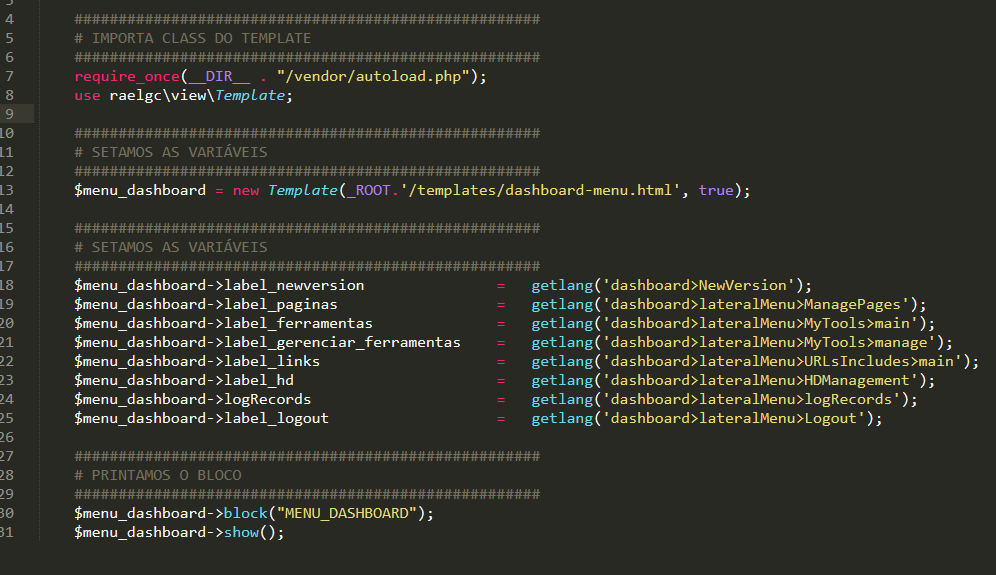 3
4 #####################################################
5 # IMPORTA CLASS DO TEMPLATE
6 #####################################################
7 require_once(__DIR__ . "/vendor/autoload.php");
8 use raelgc\view\Template;
9
10 #####################################################
11 # SETAMOS AS VARIÁVEIS
12 #####################################################
13 $menu_dashboard = new Template(_ROOT.'/templates/dashboard-menu.html', true);
14
15 #####################################################
16 # SETAMOS AS VARIÁVEIS
17 #####################################################
18 $menu_dashboard->label_newversion = getlang('dashboard>NewVersion');
19 $menu_dashboard->label_paginas = getlang('dashboard>lateralMenu>ManagePages');
20 $menu_dashboard->label_ferramentas = getlang('dashboard>lateralMenu>MyTools>main');
21 $menu_dashboard->label_gerenciar_ferramentas = getlang('dashboard>lateralMenu>MyTools>manage');
22 $menu_dashboard->label_links = getlang('dashboard>lateralMenu>URLsIncludes>main');
23 $menu_dashboard->label_hd = getlang('dashboard>lateralMenu>HDManagement');
24 $menu_dashboard->logRecords = getlang('dashboard>lateralMenu>logRecords');
25 $menu_dashboard->label_logout = getlang('dashboard>lateralMenu>Logout');
26
27 #####################################################
28 # PRINTAMOS O BLOCO
29 #####################################################
30 $menu_dashboard->block("MENU_DASHBOARD");
31 $menu_dashboard->show();